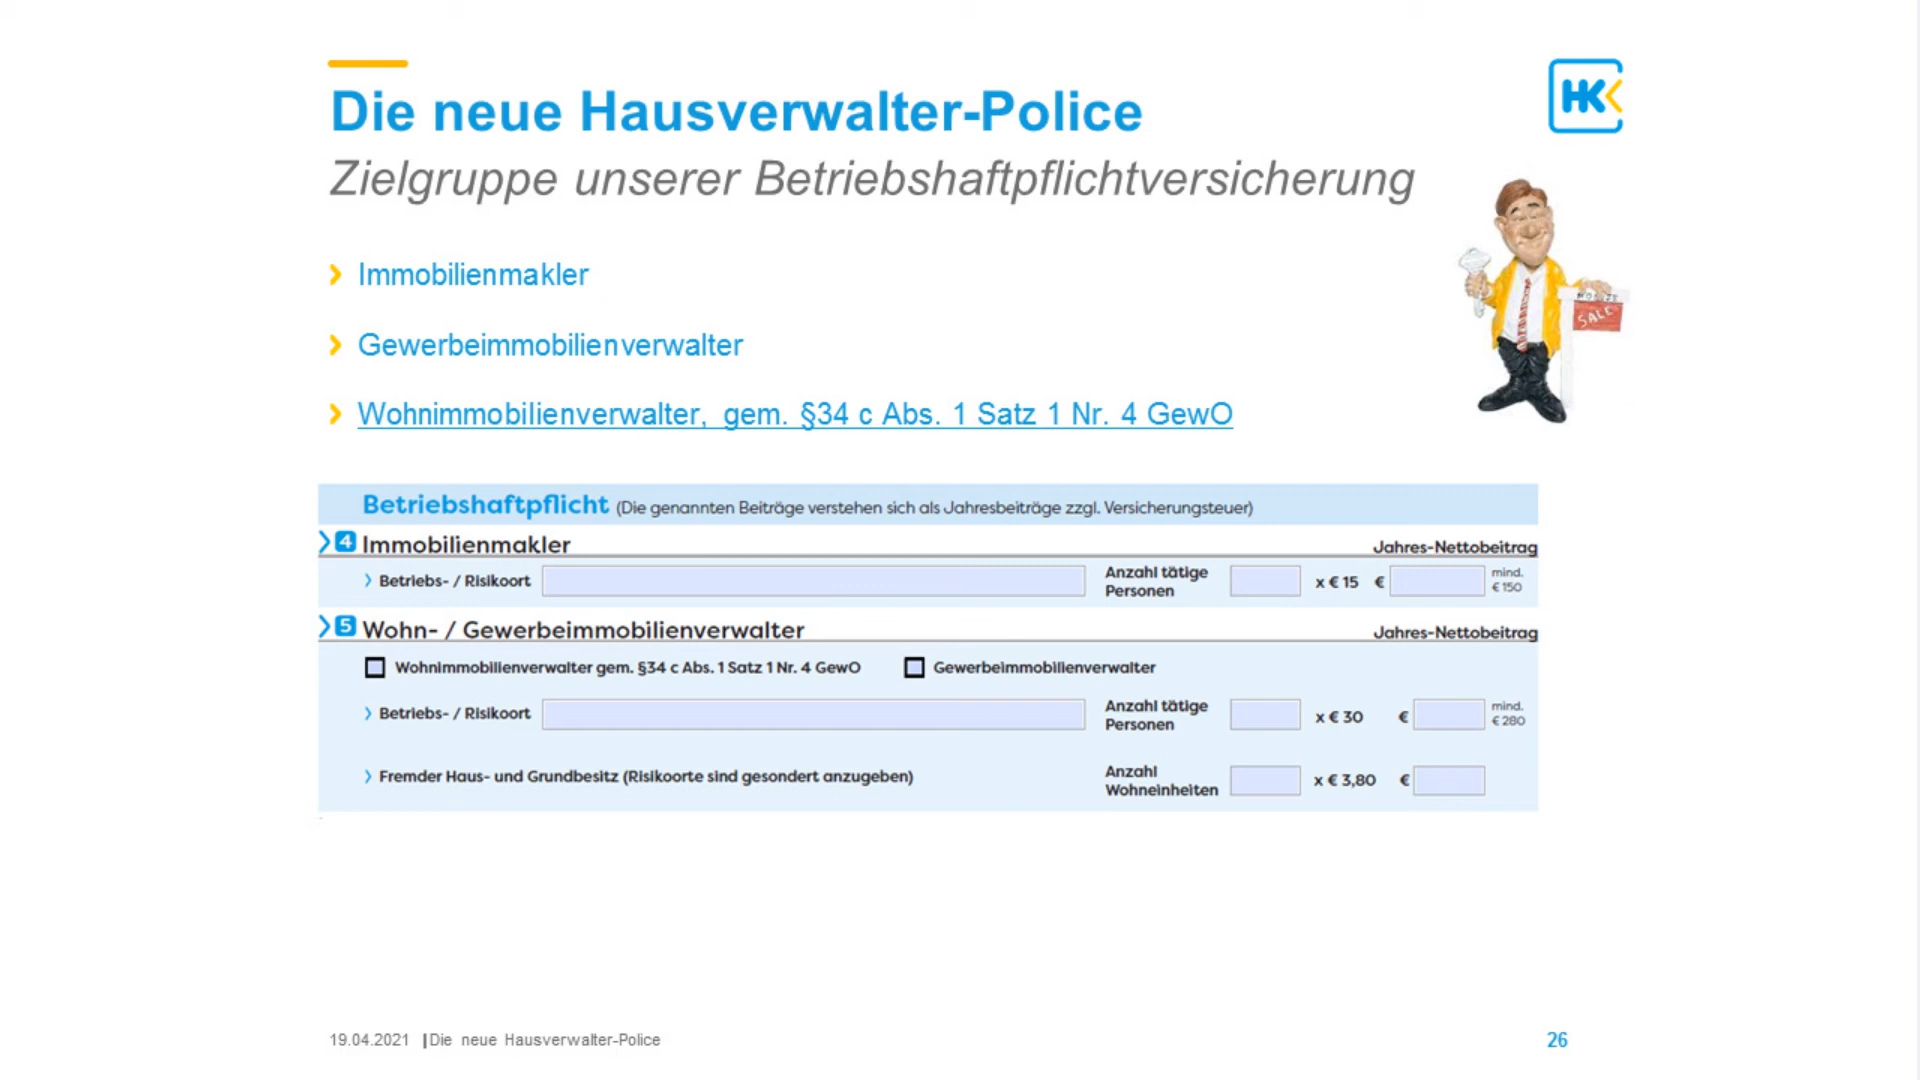 HK
Die neue Hausverwalter-Police
Zielgruppe unserer Betriebshaftpflichtversicherung
Immobilienmakler
Gewerbeimmobilienverwalter
Wohnimmobilienverwalter, gem. §34 c Abs. 1 Satz 1 Nr. 4 GewO
SALE
Betriebshaftpflicht (Die genannten Beiträge verstehen sich als Jahresbeiträge zzgl. Versicherungsteuer)
4 Immobilienmakler Jahres-Nettobeitrag
Betriebs- / Risikoort Anzahl tätige Personen x € 15 € mind. € 150
5 Wohn- / Gewerbeimmobilienverwalter Jahres-Nettobeitrag
Wohnimmobilienverwalter gem. §34 c Abs. 1 Satz 1 Nr. 4 GewO Gewerbeimmobilienverwalter
Betriebs- / Risikoort Anzahl tätige Personen x € 30 € mind. € 280
Fremder Haus- und Grundbesitz (Risikoorte sind gesondert anzugeben) Anzahl Wohneinheiten x € 3,80 €
19.04.2021 | Die neue Hausverwalter-Police 26